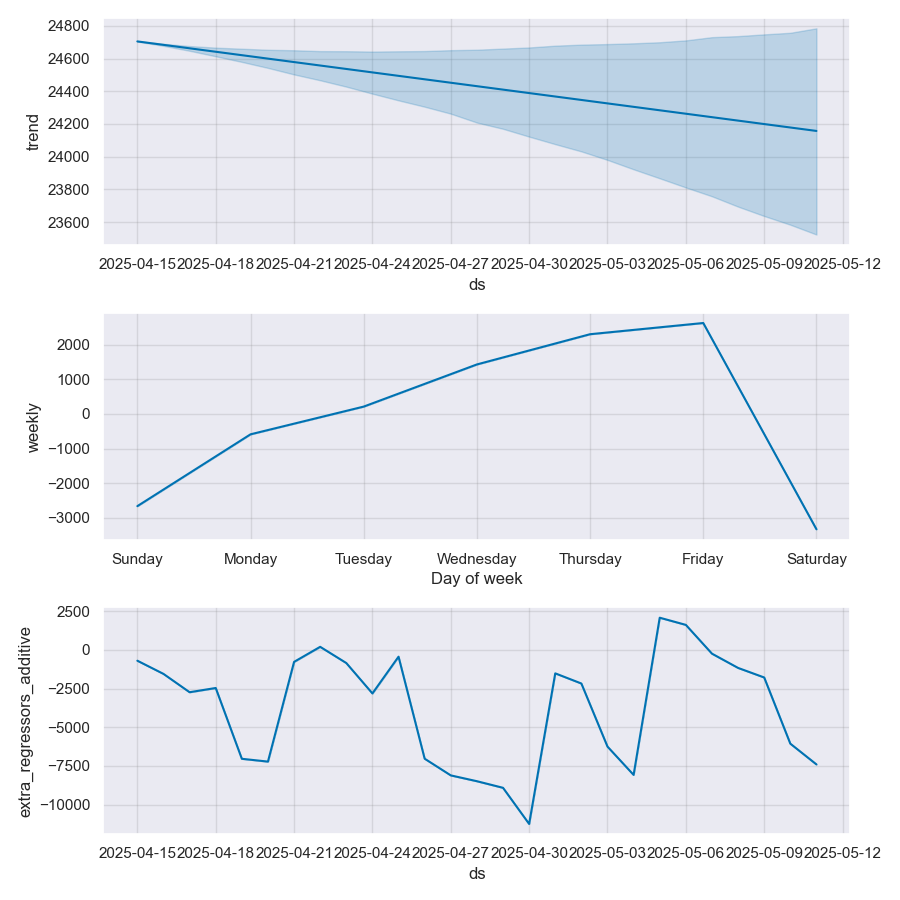 24800
24600
24400
24200
24000
23800
23600
trend
2025-04-15 2025-04-18 2025-04-21 2025-04-24 2025-04-27 2025-04-30 2025-05-03 2025-05-06 2025-05-09 2025-05-12
ds
2000
1000
0
−1000
−2000
−3000
weekly
Sunday Monday Tuesday Wednesday Thursday Friday Saturday
Day of week
2500
0
−2500
−5000
−7500
−10000
extra_regressors_additive
2025-04-15 2025-04-18 2025-04-21 2025-04-24 2025-04-27 2025-04-30 2025-05-03 2025-05-06 2025-05-09 2025-05-12
ds